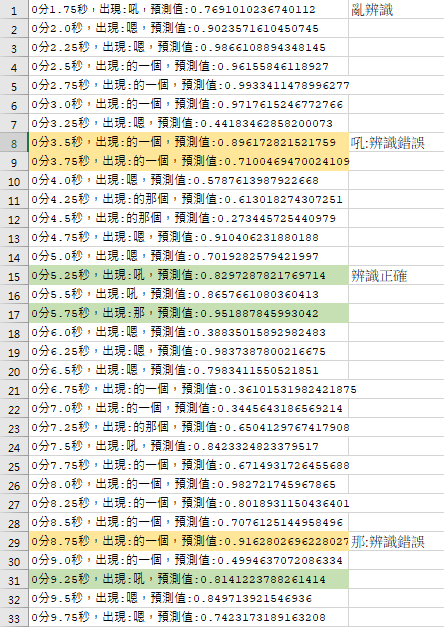 1 0分1.75秒，出現:吼，預測值:0.7691010236740112 亂辨識
2 0分2.0秒，出現:嗯，預測值:0.9023571610450745
3 0分2.25秒，出現:嗯，預測值:0.9866108894348145
4 0分2.5秒，出現:的一個，預測值:0.96155846118927
5 0分2.75秒，出現:的一個，預測值:0.9933411478996277
6 0分3.0秒，出現:的一個，預測值:0.9717615246772766
7 0分3.25秒，出現:嗯，預測值:0.44183462858200073
8 0分3.5秒，出現:的一個，預測值:0.896172821521759 吼:辨識錯誤
9 0分3.75秒，出現:的一個，預測值:0.7100469470024109
10 0分4.0秒，出現:嗯，預測值:0.5787613987922668
11 0分4.25秒，出現:的那個，預測值:0.613018274307251
12 0分4.5秒，出現:的那個，預測值:0.273445725440979
13 0分4.75秒，出現:嗯，預測值:0.910406231880188
14 0分5.0秒，出現:嗯，預測值:0.7019282579421997
15 0分5.25秒，出現:吼，預測值:0.8297287821769714 辨識正確
16 0分5.5秒，出現:吼，預測值:0.8657661080360413
17 0分5.75秒，出現:那，預測值:0.951887845993042
18 0分6.0秒，出現:嗯，預測值:0.38835015892982483
19 0分6.25秒，出現:嗯，預測值:0.9837387800216675
20 0分6.5秒，出現:嗯，預測值:0.7983411550521851
21 0分6.75秒，出現:的一個，預測值:0.36101531982421875
22 0分7.0秒，出現:的一個，預測值:0.3445643186569214
23 0分7.25秒，出現:的那個，預測值:0.6504129767417908
24 0分7.5秒，出現:吼，預測值:0.8423324823379517
25 0分7.75秒，出現:的一個，預測值:0.6714931726455688
26 0分8.0秒，出現:的一個，預測值:0.982721745967865
27 0分8.25秒，出現:的一個，預測值:0.8018931150436401
28 0分8.5秒，出現:的一個，預測值:0.7076125144958496
29 0分8.75秒，出現:的一個，預測值:0.9162802696228027 那:辨識錯誤
30 0分9.0秒，出現:的一個，預測值:0.4994637072086334
31 0分9.25秒，出現:吼，預測值:0.8141223788261414
32 0分9.5秒，出現:嗯，預測值:0.849713921546936
33 0分9.75秒，出現:嗯，預測值:0.7423173189163208